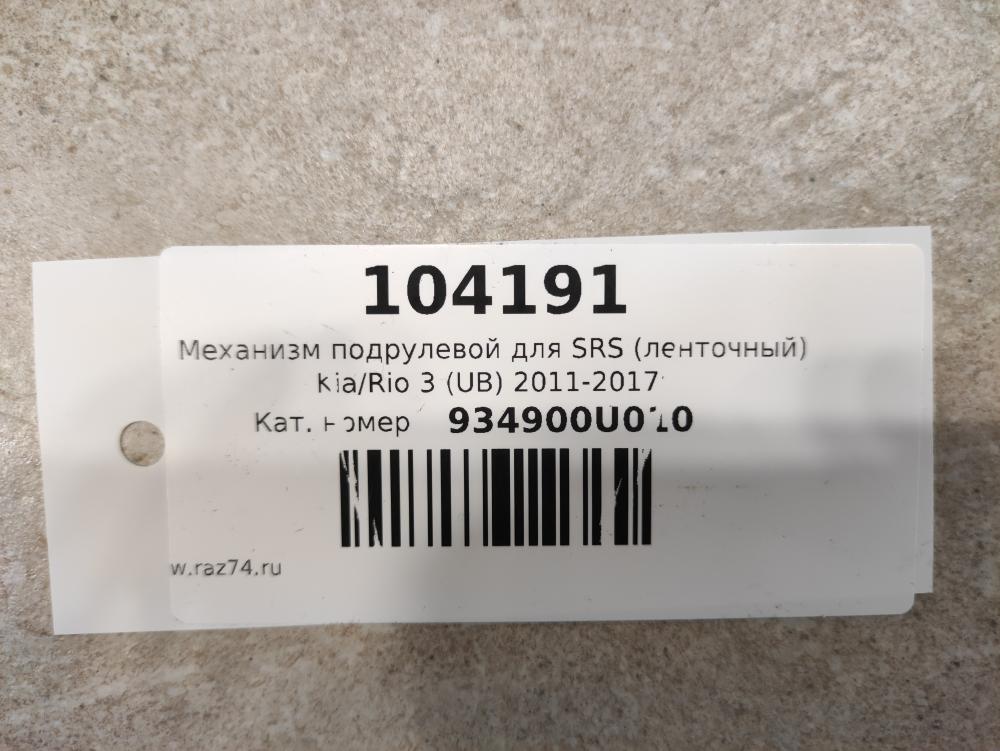 104191
Механизм подрулевой для SRS (ленточный)
Kia/Rio 3 (UB) 2011-2017
Кат. номер 934900U010
w.raz74.ru